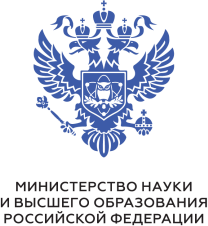 МИНИСТЕРСТВО НАУКИ
И ВЫСШЕГО ОБРАЗОВАНИЯ
РОССИЙСКОЙ ФЕДЕРАЦИИ